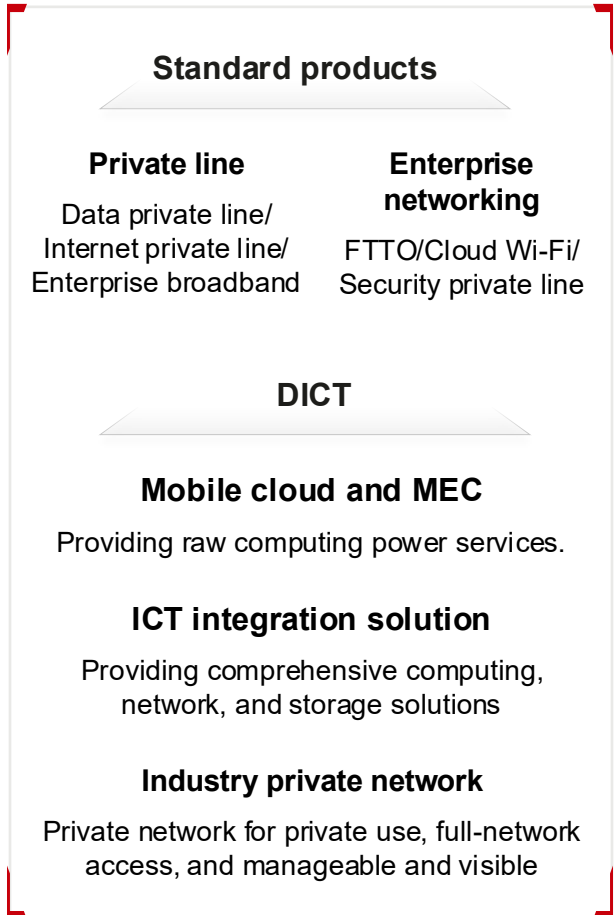 Standard products
Private line
Data private line/
Internet private line/
Enterprise broadband
Enterprise
networking
FTTO/Cloud Wi-Fi/
Security private line
DICT
Mobile cloud and MEC
Providing raw computing power services.
ICT integration solution
Providing comprehensive computing,
network, and storage solutions
Industry private network
Private network for private use, full-network
access, and manageable and visible